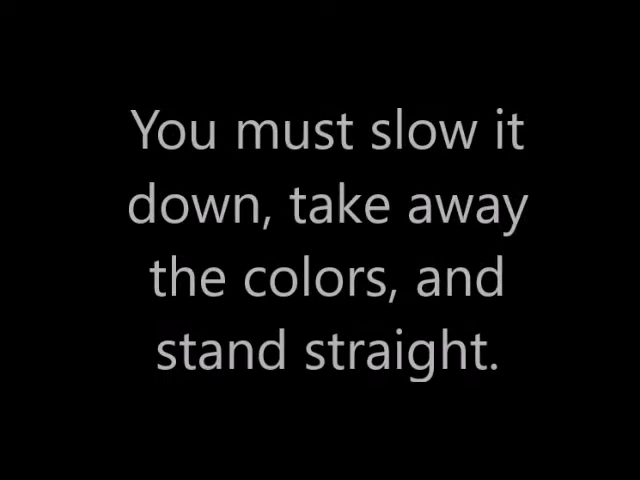 You must slow it
down, take away
the colors, and
stand straight.